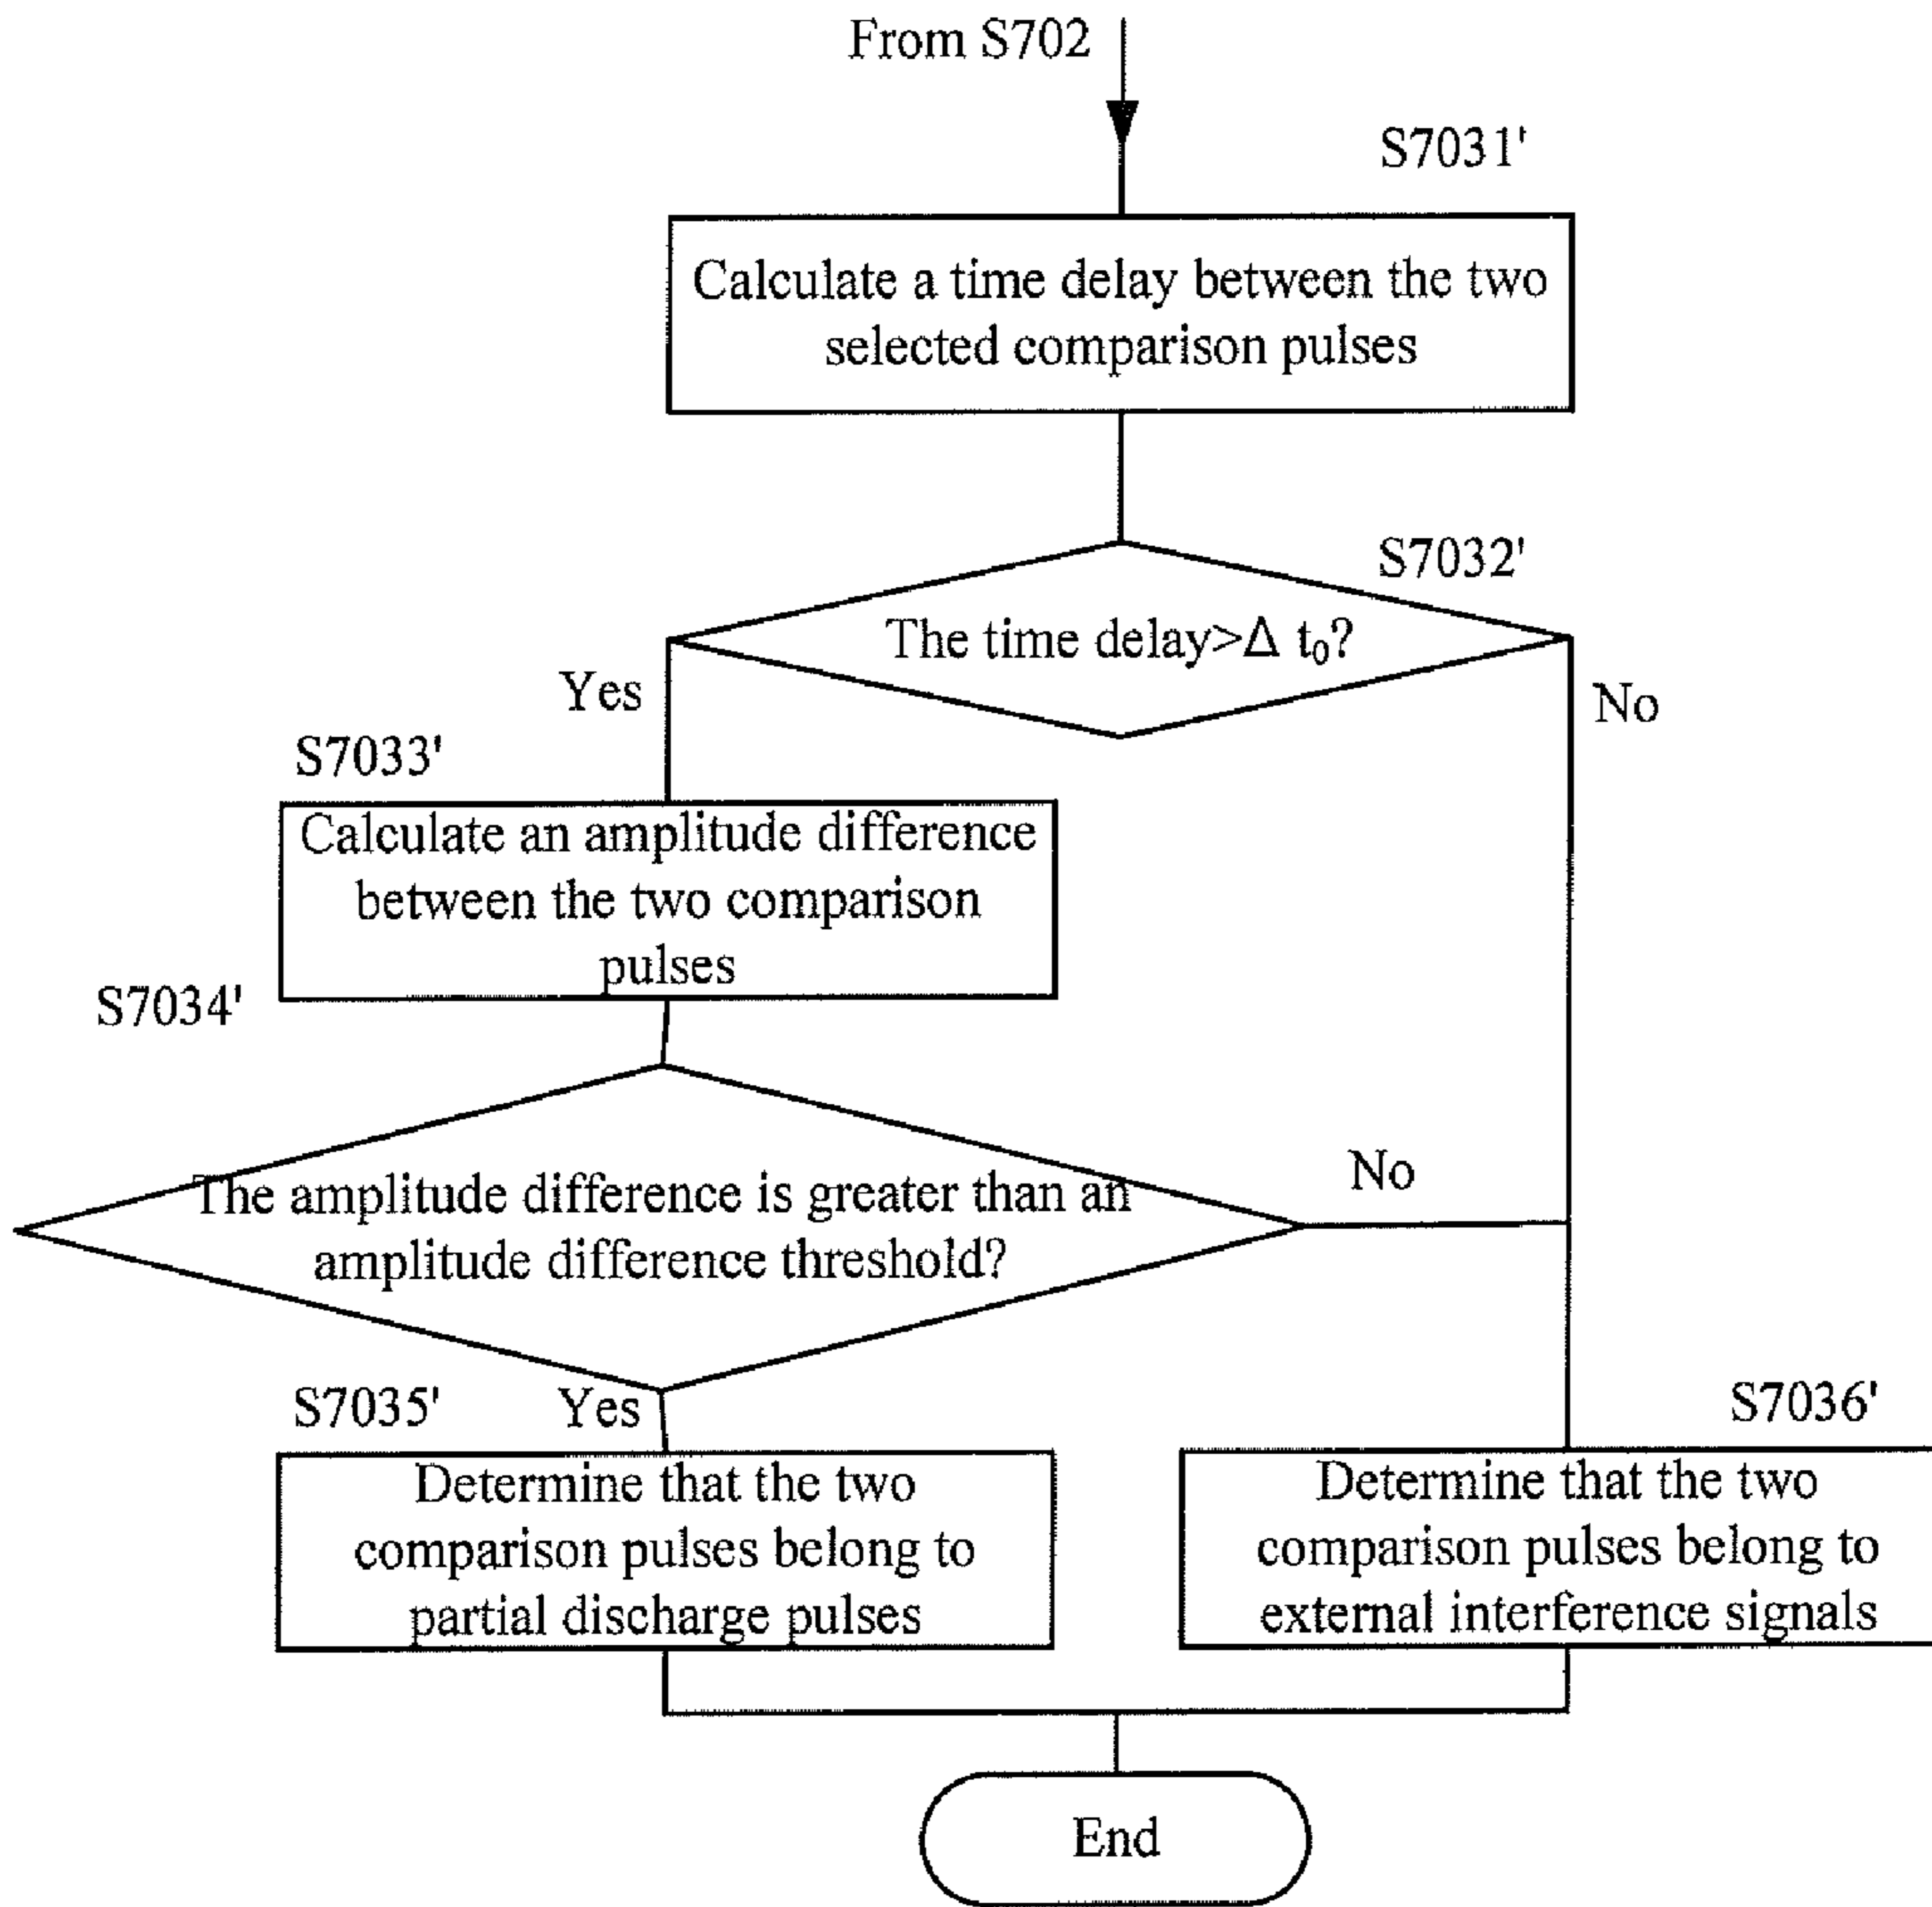 From S702
S7031'
Calculate a time delay between the two
selected comparison pulses
S7032'
The time delay>Δ t₀?
Yes
No
S7033'
Calculate an amplitude difference
between the two comparison
pulses
S7034'
The amplitude difference is greater than an
amplitude difference threshold?
No
S7035'
Yes
S7036'
Determine that the two
comparison pulses belong to
partial discharge pulses
Determine that the two
comparison pulses belong to
external interference signals
End